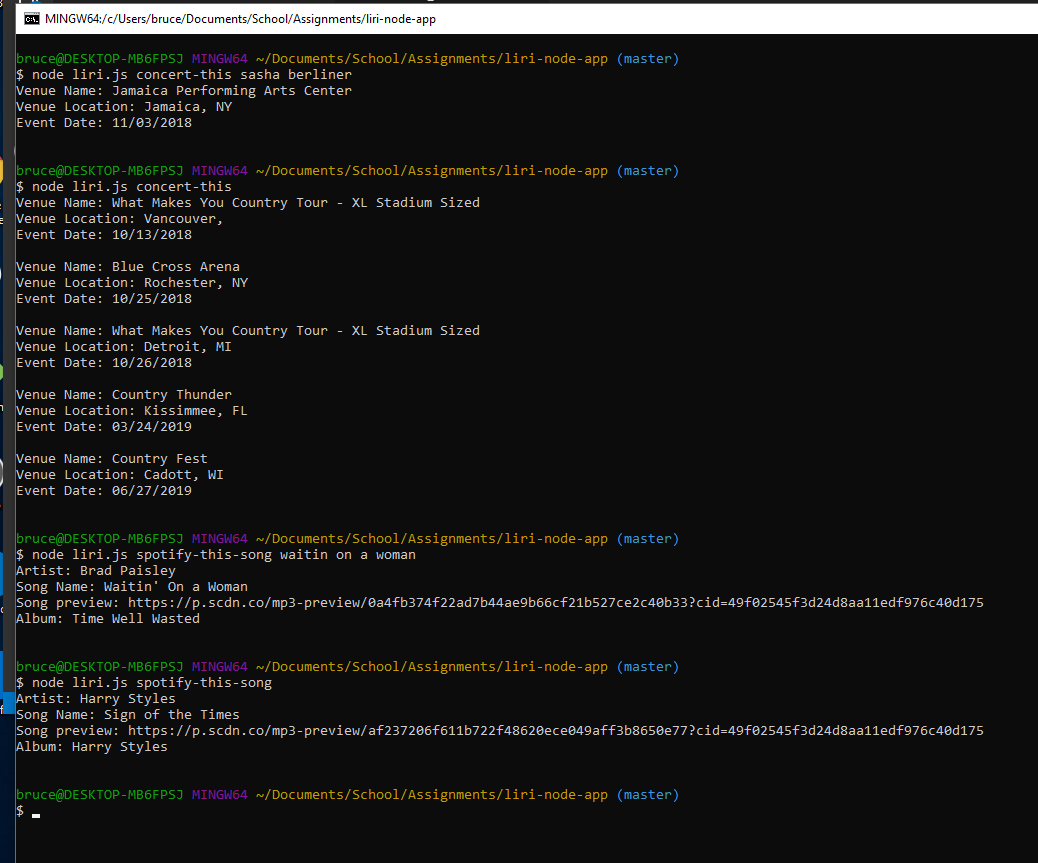 MINGW64:/c/Users/bruce/Documents/School/Assignments/liri-node-app
bruce@DESKTOP-MB6FPSJ MINGW64 ~/Documents/School/Assignments/liri-node-app (master)
$ node liri.js concert-this sasha berliner
Venue Name: Jamaica Performing Arts Center
Venue Location: Jamaica, NY
Event Date: 11/03/2018
bruce@DESKTOP-MB6FPSJ MINGW64 ~/Documents/School/Assignments/liri-node-app (master)
$ node liri.js concert-this
Venue Name: What Makes You Country Tour - XL Stadium Sized
Venue Location: Vancouver,
Event Date: 10/13/2018
Venue Name: Blue Cross Arena
Venue Location: Rochester, NY
Event Date: 10/25/2018
Venue Name: What Makes You Country Tour - XL Stadium Sized
Venue Location: Detroit, MI
Event Date: 10/26/2018
Venue Name: Country Thunder
Venue Location: Kissimmee, FL
Event Date: 03/24/2019
Venue Name: Country Fest
Venue Location: Cadott, WI
Event Date: 06/27/2019
bruce@DESKTOP-MB6FPSJ MINGW64 ~/Documents/School/Assignments/liri-node-app (master)
$ node liri.js spotify-this-song waitin on a woman
Artist: Brad Paisley
Song Name: Waitin' On a Woman
Song preview: https://p.scdn.co/mp3-preview/0a4fb374f22ad7b44ae9b66cf21b527ce2c40b33?cid=49f02545f3d24d8aa11edf976c40d175
Album: Time Well Wasted
bruce@DESKTOP-MB6FPSJ MINGW64 ~/Documents/School/Assignments/liri-node-app (master)
$ node liri.js spotify-this-song
Artist: Harry Styles
Song Name: Sign of the Times
Song preview: https://p.scdn.co/mp3-preview/af237206f611b722f48620ece049aff3b8650e77?cid=49f02545f3d24d8aa11edf976c40d175
Album: Harry Styles
bruce@DESKTOP-MB6FPSJ MINGW64 ~/Documents/School/Assignments/liri-node-app (master)
$